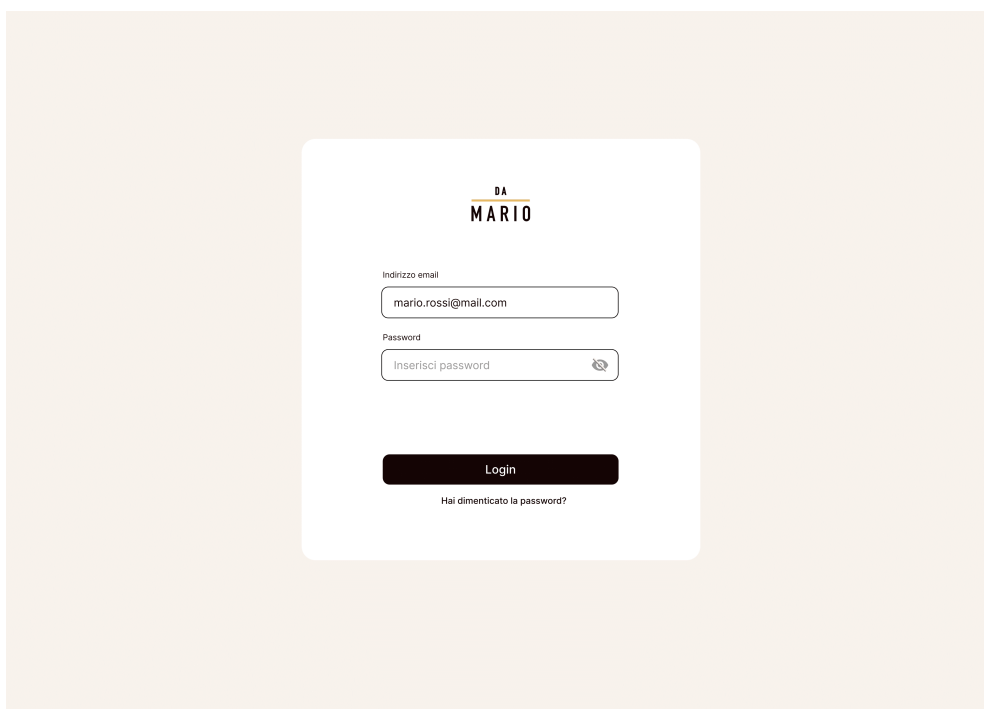 DA
MARIO
Indirizzo email
mario.rossi@mail.com
Password
Inserisci password
Login
Hai dimenticato la password?